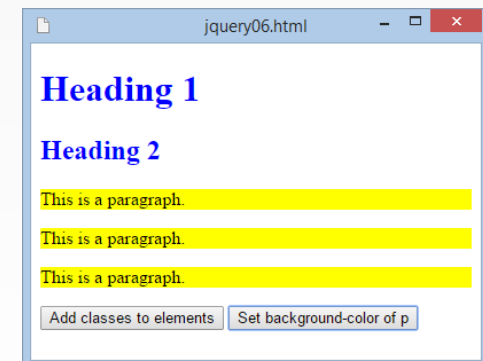 jquery06.html
Heading 1
Heading 2
This is a paragraph.
This is a paragraph.
This is a paragraph.
Add classes to elements Set background-color of p